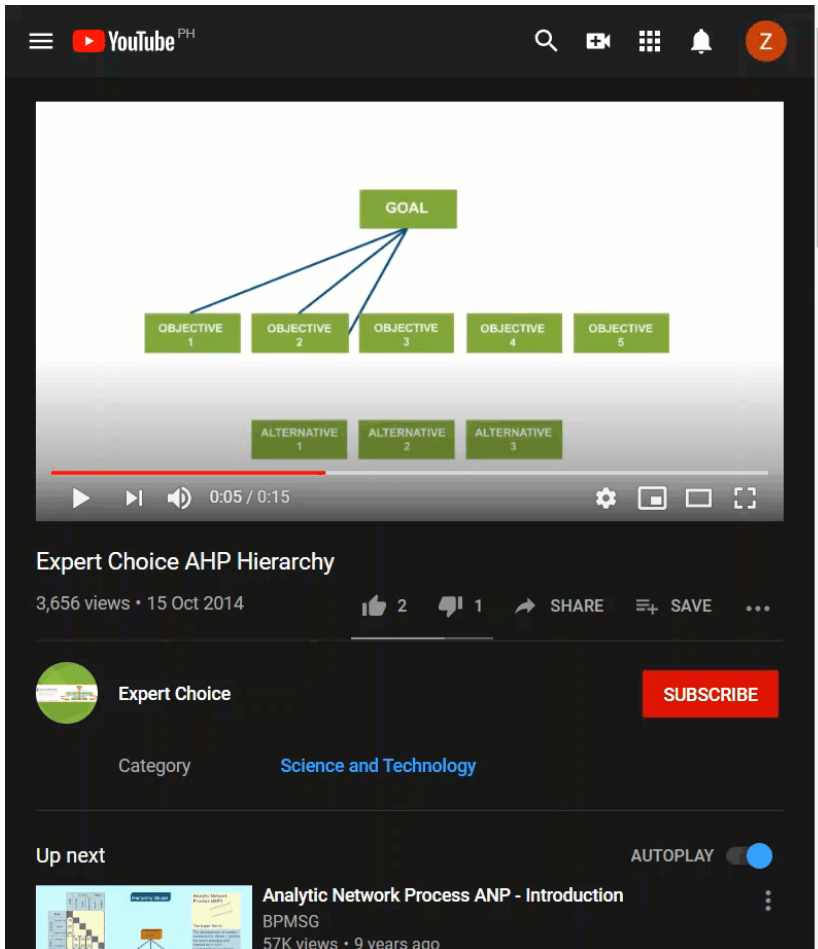 YouTube PH
Z
GOAL
OBJECTIVE 1
OBJECTIVE 2
OBJECTIVE 3
OBJECTIVE 4
OBJECTIVE 5
ALTERNATIVE 1
ALTERNATIVE 2
ALTERNATIVE 3
0:05 / 0:15
Expert Choice AHP Hierarchy
3,656 views • 15 Oct 2014
2
1
SHARE
SAVE
Expert Choice
SUBSCRIBE
Category
Science and Technology
Up next
AUTOPLAY
Hierarchy Model
Analytic Network Process ANP - Introduction
BPMSG
57K views • 9 years ago